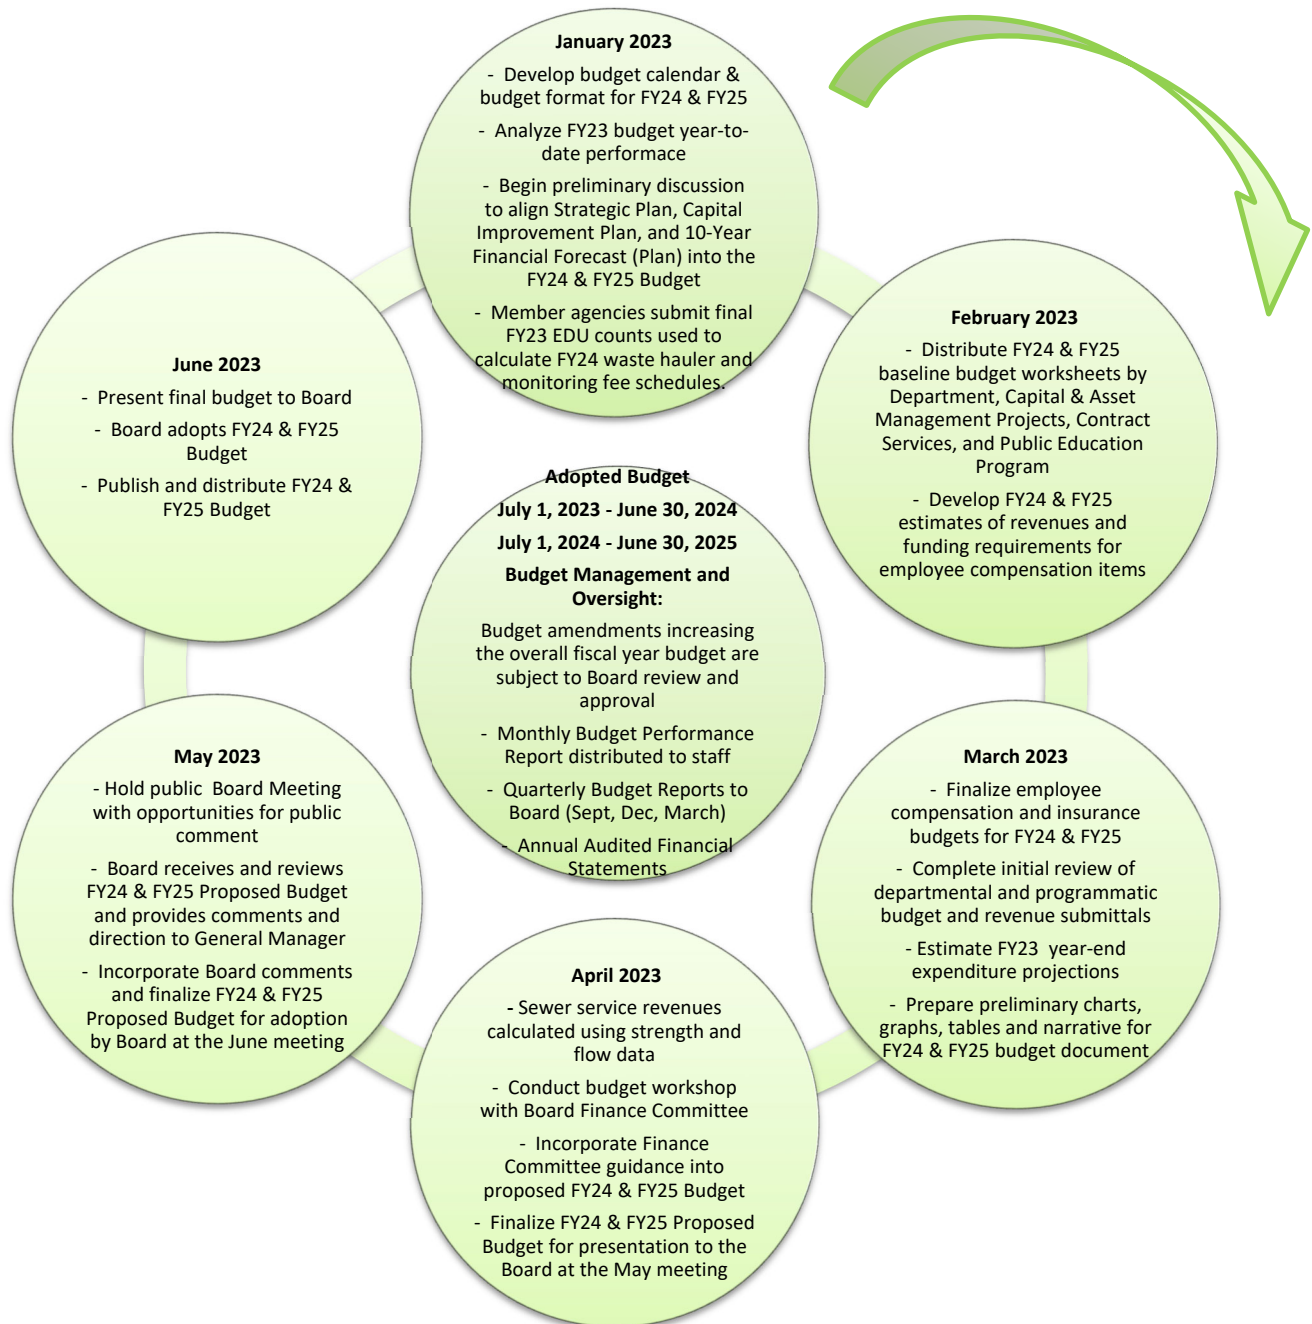 January 2023
- Develop budget calendar &
budget format for FY24 & FY25
- Analyze FY23 budget year-to-
date performace
- Begin preliminary discussion
to align Strategic Plan, Capital
Improvement Plan, and 10-Year
Financial Forecast (Plan) into the
FY24 & FY25 Budget
- Member agencies submit final
FY23 EDU counts used to
calculate FY24 waste hauler and
monitoring fee schedules.
February 2023
- Distribute FY24 & FY25
baseline budget worksheets by
Department, Capital & Asset
Management Projects, Contract
Services, and Public Education
Program
- Develop FY24 & FY25
estimates of revenues and
funding requirements for
employee compensation items
March 2023
- Finalize employee
compensation and insurance
budgets for FY24 & FY25
- Complete initial review of
departmental and programmatic
budget and revenue submittals
- Estimate FY23 year-end
expenditure projections
- Prepare preliminary charts,
graphs, tables and narrative for
FY24 & FY25 budget document
April 2023
- Sewer service revenues
calculated using strength and
flow data
- Conduct budget workshop
with Board Finance Committee
- Incorporate Finance
Committee guidance into
proposed FY24 & FY25 Budget
- Finalize FY24 & FY25 Proposed
Budget for presentation to the
Board at the May meeting
May 2023
- Hold public Board Meeting
with opportunities for public
comment
- Board receives and reviews
FY24 & FY25 Proposed Budget
and provides comments and
direction to General Manager
- Incorporate Board comments
and finalize FY24 & FY25
Proposed Budget for adoption
by Board at the June meeting
June 2023
- Present final budget to Board
- Board adopts FY24 & FY25
Budget
- Publish and distribute FY24 &
FY25 Budget
Adopted Budget
July 1, 2023 - June 30, 2024
July 1, 2024 - June 30, 2025
Budget Management and
Oversight:
Budget amendments increasing
the overall fiscal year budget are
subject to Board review and
approval
- Monthly Budget Performance
Report distributed to staff
- Quarterly Budget Reports to
Board (Sept, Dec, March)
- Annual Audited Financial
Statements